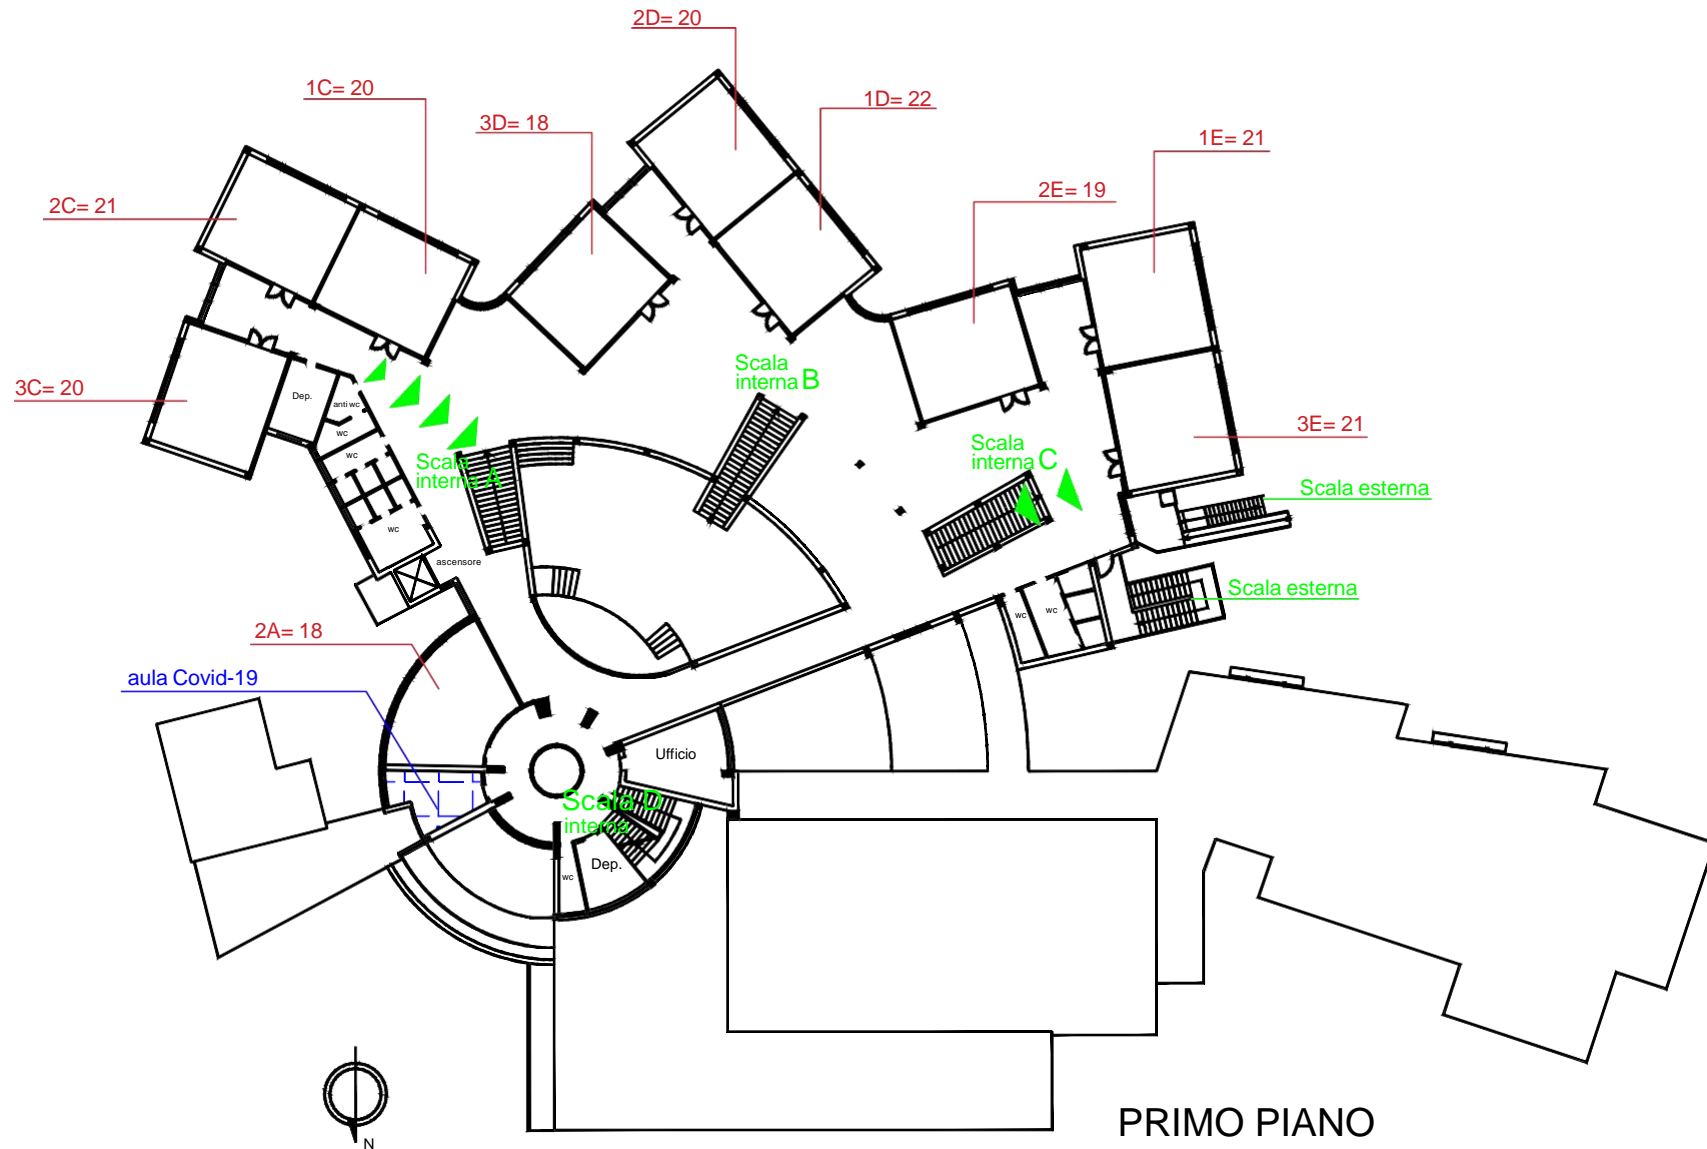 2D= 20
1C= 20
1D= 22
3D= 18
1E= 21
2E= 19
2C= 21
3C= 20
Dep.
anti wc
wc
wc
wc
Scala
interna B
Scala
interna A
Scala
interna C
3E= 21
Scala esterna
Scala esterna
ascensore
wc
wc
2A= 18
aula Covid-19
Ufficio
Scala D
interna
Dep.
wc
N
PRIMO PIANO